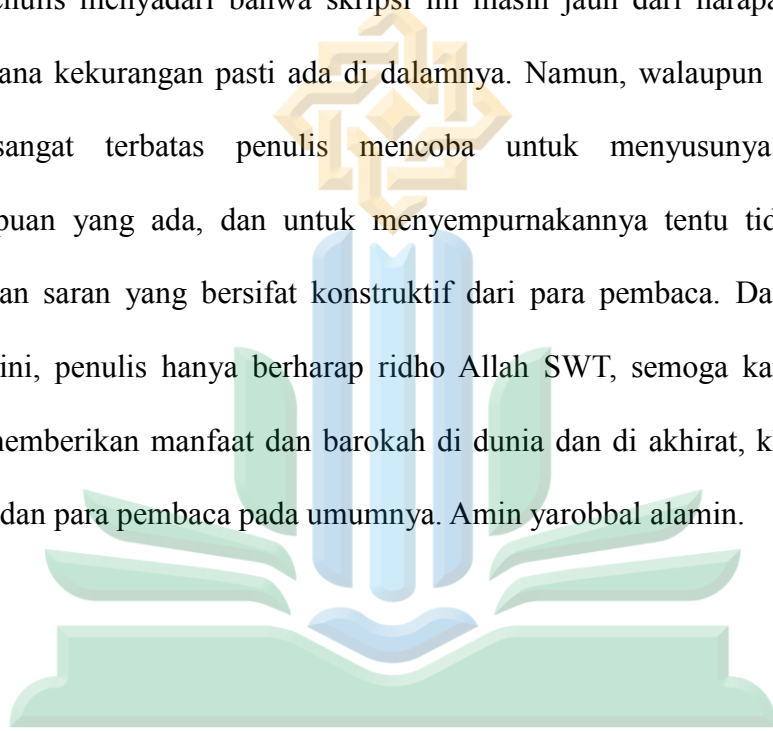 nulis menyadari bahwa skripsi ini masih jauh dari harapa
ana kekurangan pasti ada di dalamnya. Namun, walaupun
sangat terbatas penulis mencoba untuk menyusunya
puan yang ada, dan untuk menyempurnakannya tentu tid
an saran yang bersifat konstruktif dari para pembaca. Da
ini, penulis hanya berharap ridho Allah SWT, semoga ka
memberikan manfaat dan barokah di dunia dan di akhirat, k
dan para pembaca pada umumnya. Amin yarobbal alamin.